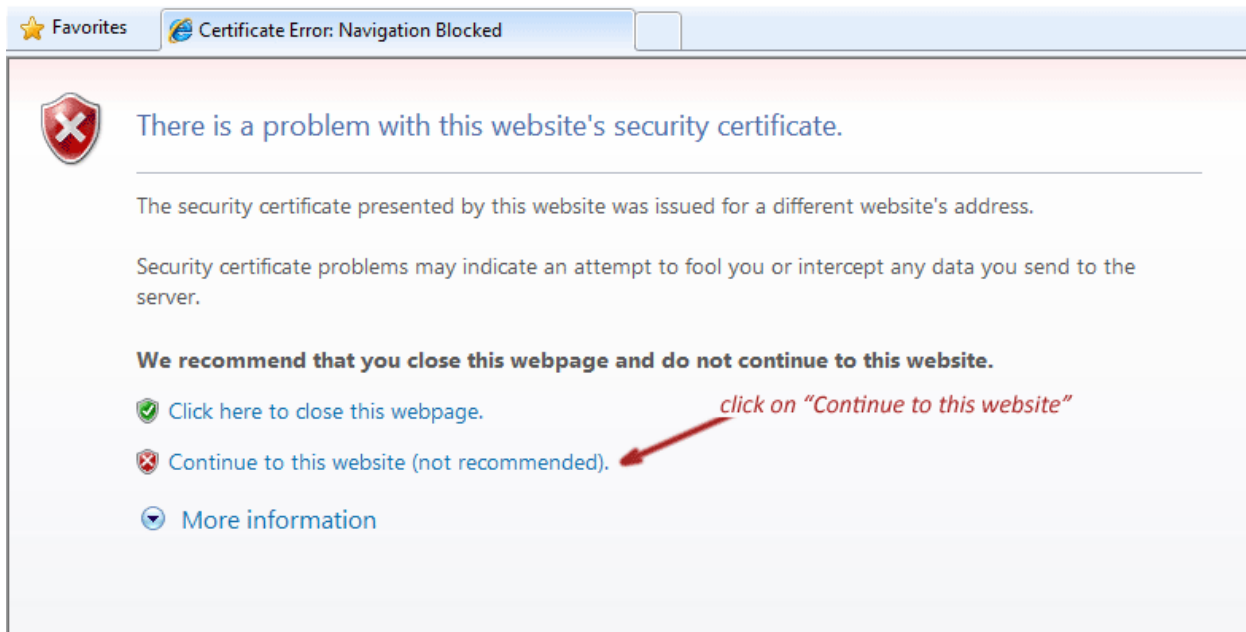 Favorites
Certificate Error: Navigation Blocked
There is a problem with this website's security certificate.
The security certificate presented by this website was issued for a different website's address.
Security certificate problems may indicate an attempt to fool you or intercept any data you send to the
server.
We recommend that you close this webpage and do not continue to this website.
Click here to close this webpage.
click on “Continue to this website”
Continue to this website (not recommended).
More information